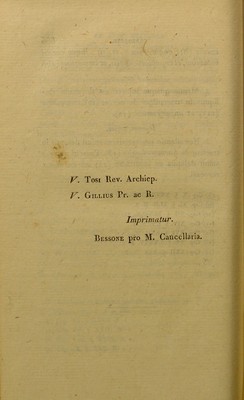 V. Tosi Rev. Archiep.
V. Gillius Pr. ac R.
Imprimatur.
Bessone pro M. Cancellaria.